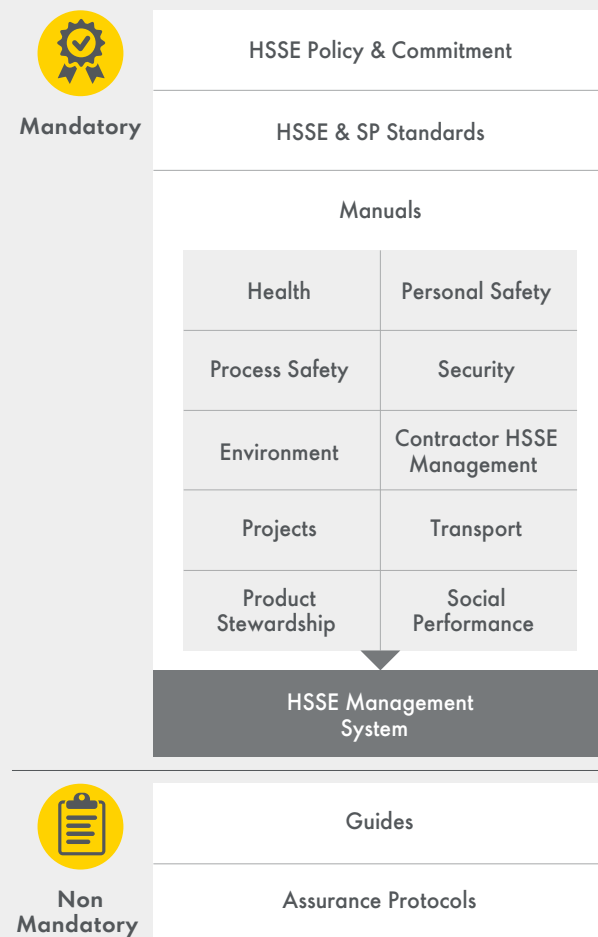 HSSE Policy & Commitment
Mandatory
HSSE & SP Standards
Manuals
Health
Personal Safety
Process Safety
Security
Environment
Contractor HSSE
Management
Projects
Transport
Product
Stewardship
Social
Performance
HSSE Management
System
Guides
Non
Mandatory
Assurance Protocols